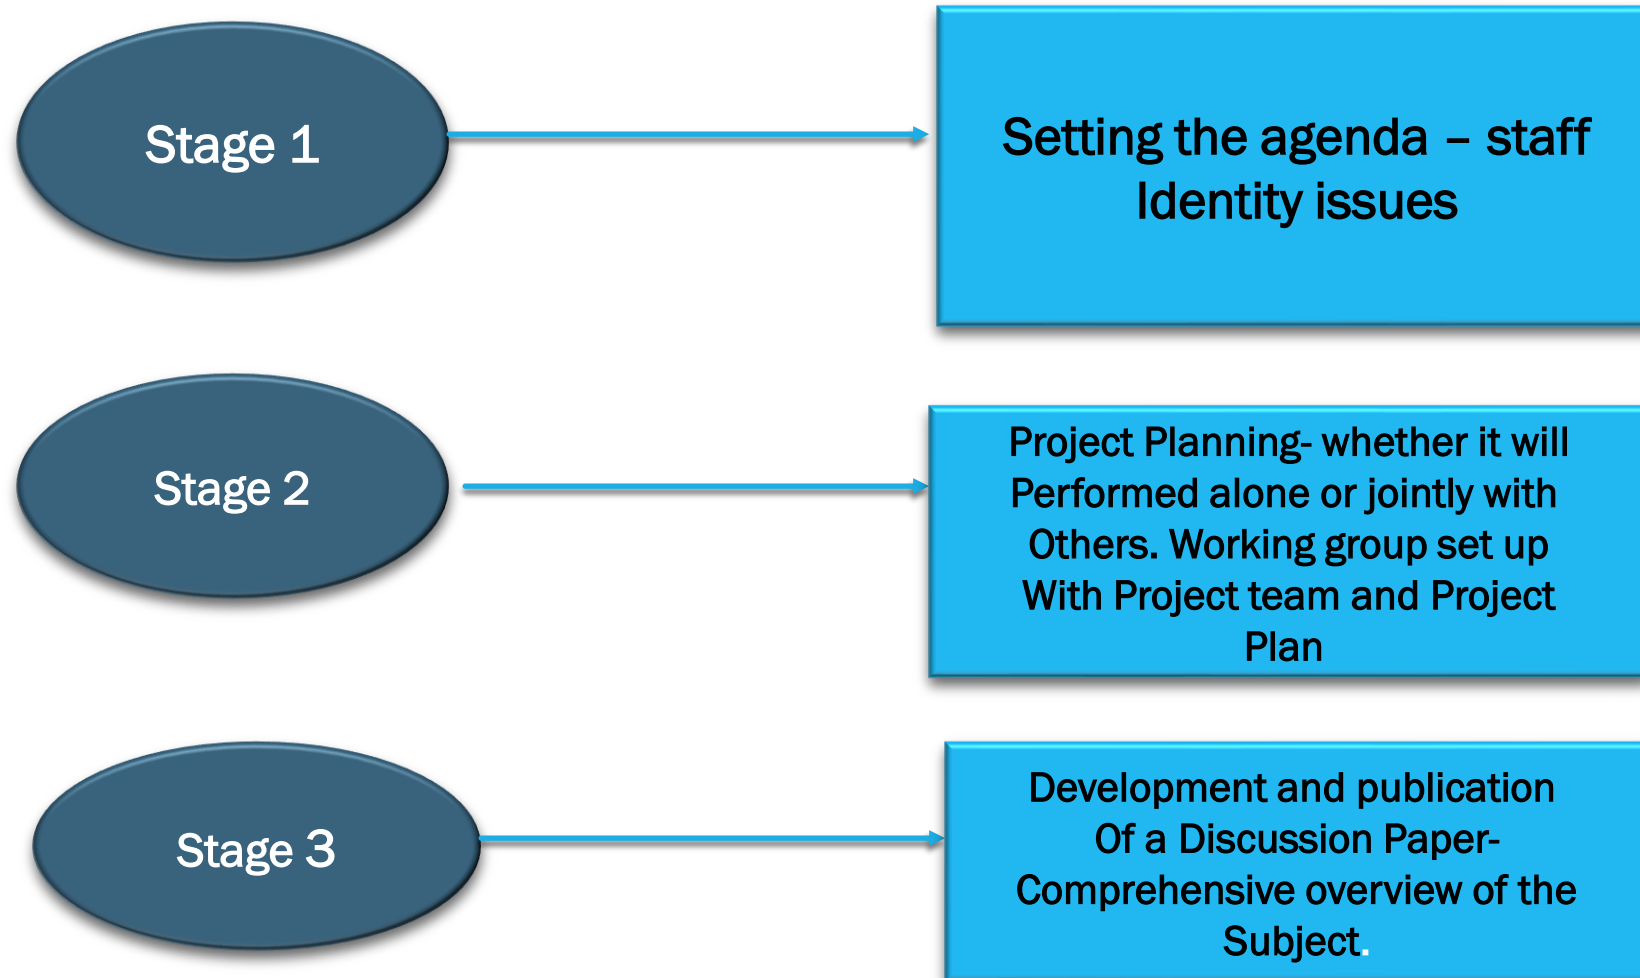 Stage 1
Setting the agenda – staff
Identity issues
Stage 2
Project Planning- whether it will
Performed alone or jointly with
Others. Working group set up
With Project team and Project
Plan
Stage 3
Development and publication
Of a Discussion Paper-
Comprehensive overview of the
Subject.